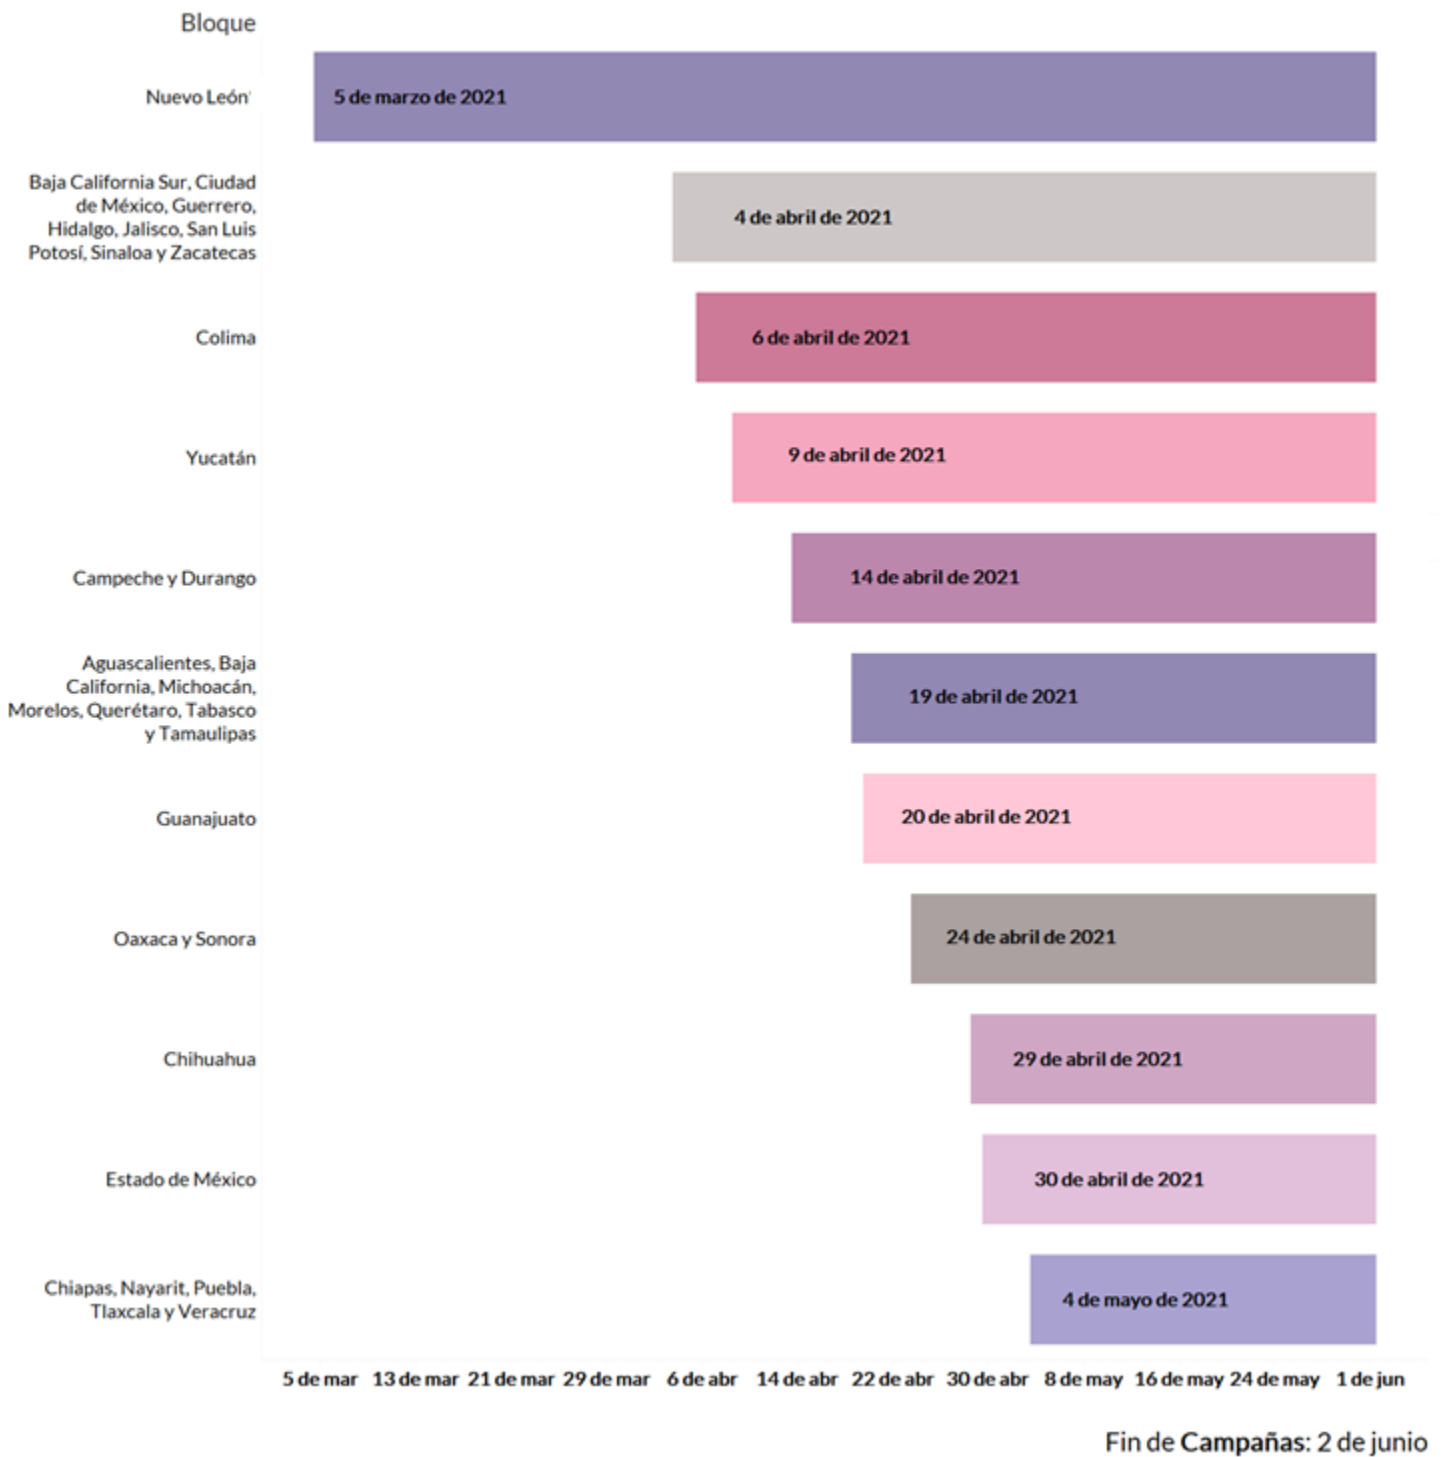 Bloque
Nuevo León'
5 de marzo de 2021
Baja California Sur, Ciudad
de México, Guerrero,
Hidalgo, Jalisco, San Luis
Potosí, Sinaloa y Zacatecas
4 de abril de 2021
Colima
6 de abril de 2021
Yucatán
9 de abril de 2021
Campeche y Durango
14 de abril de 2021
Aguascalientes, Baja
California, Michoacán,
Morelos, Querétaro, Tabasco
y Tamaulipas
19 de abril de 2021
Guanajuato
20 de abril de 2021
Oaxaca y Sonora
24 de abril de 2021
Chihuahua
29 de abril de 2021
Estado de México
30 de abril de 2021
Chiapas, Nayarit, Puebla,
Tlaxcala y Veracruz
4 de mayo de 2021
5 de mar 13 de mar 21 de mar 29 de mar 6 de abr 14 de abr 22 de abr 30 de abr 8 de may 16 de may 24 de may 1 de jun
Fin de Campañas: 2 de junio